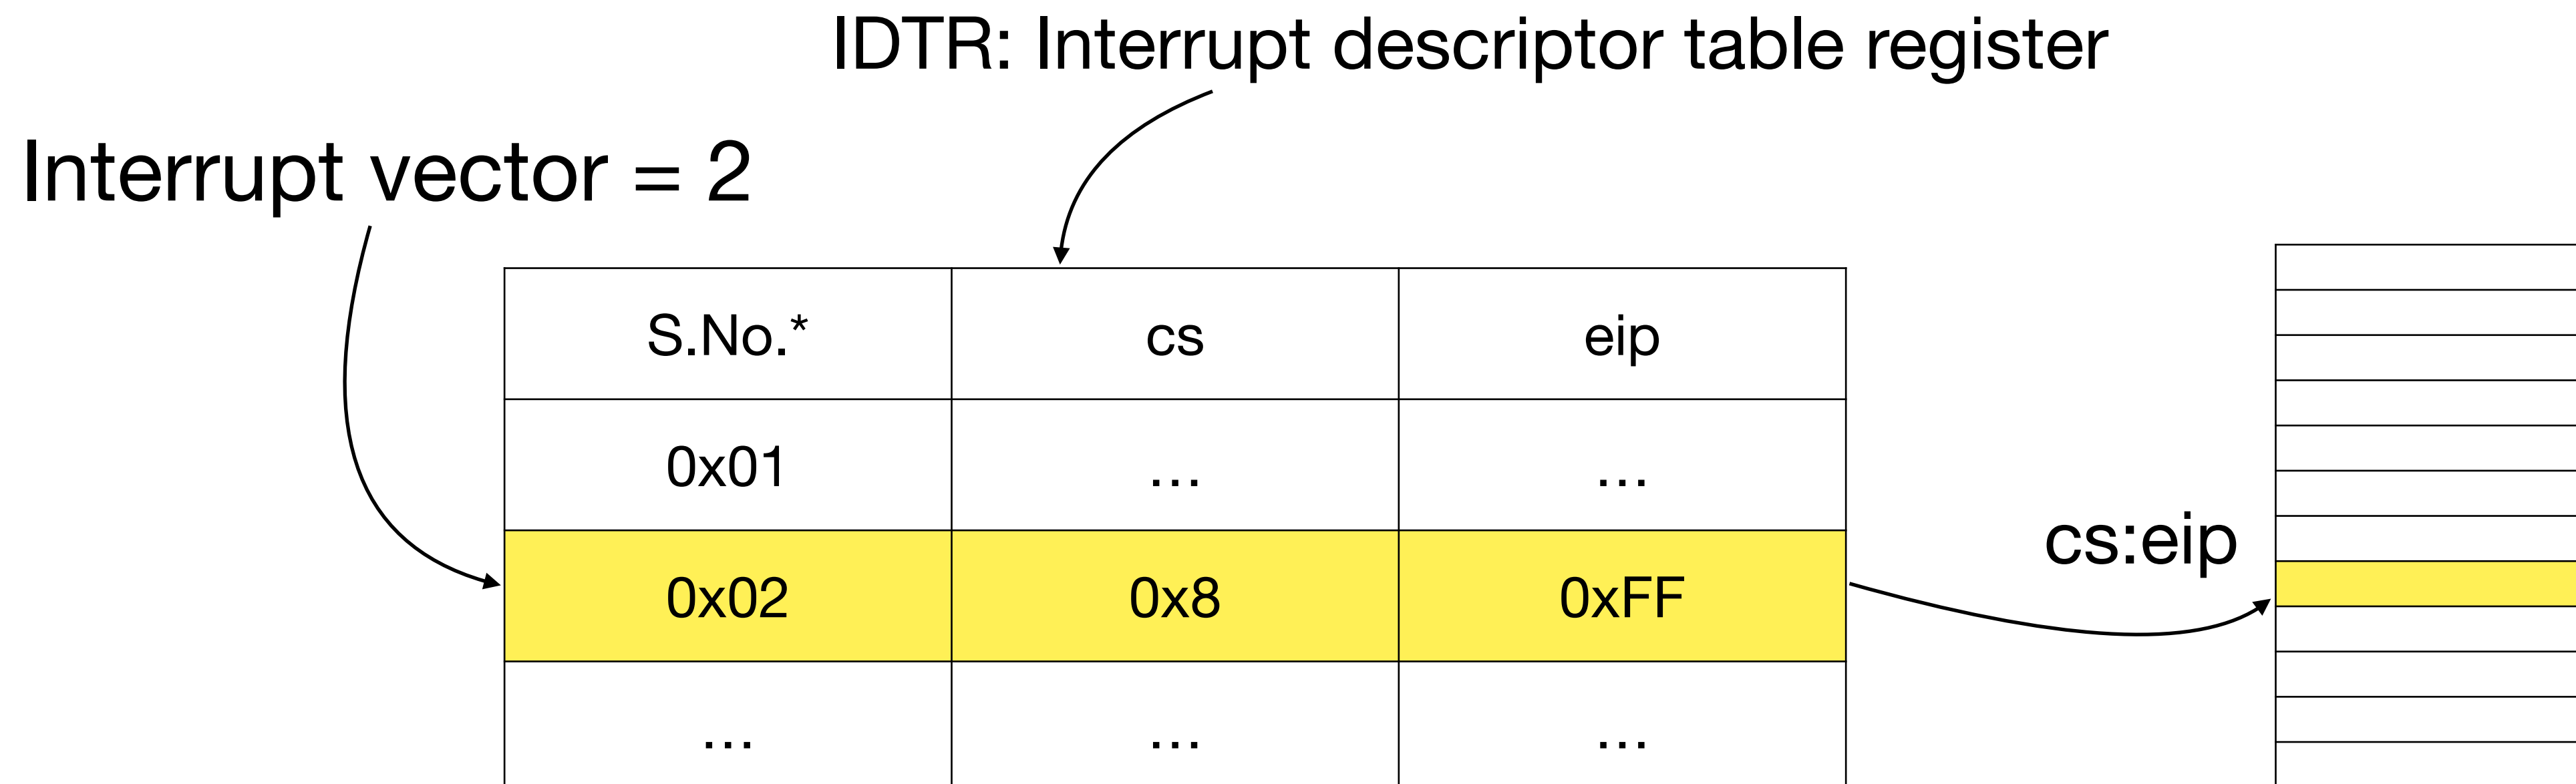 IDTR: Interrupt descriptor table register
Interrupt vector = 2
S.No.* cs eip
0x01 ... ...
cs:eip
0x02 0x8 0xFF
... ... ...